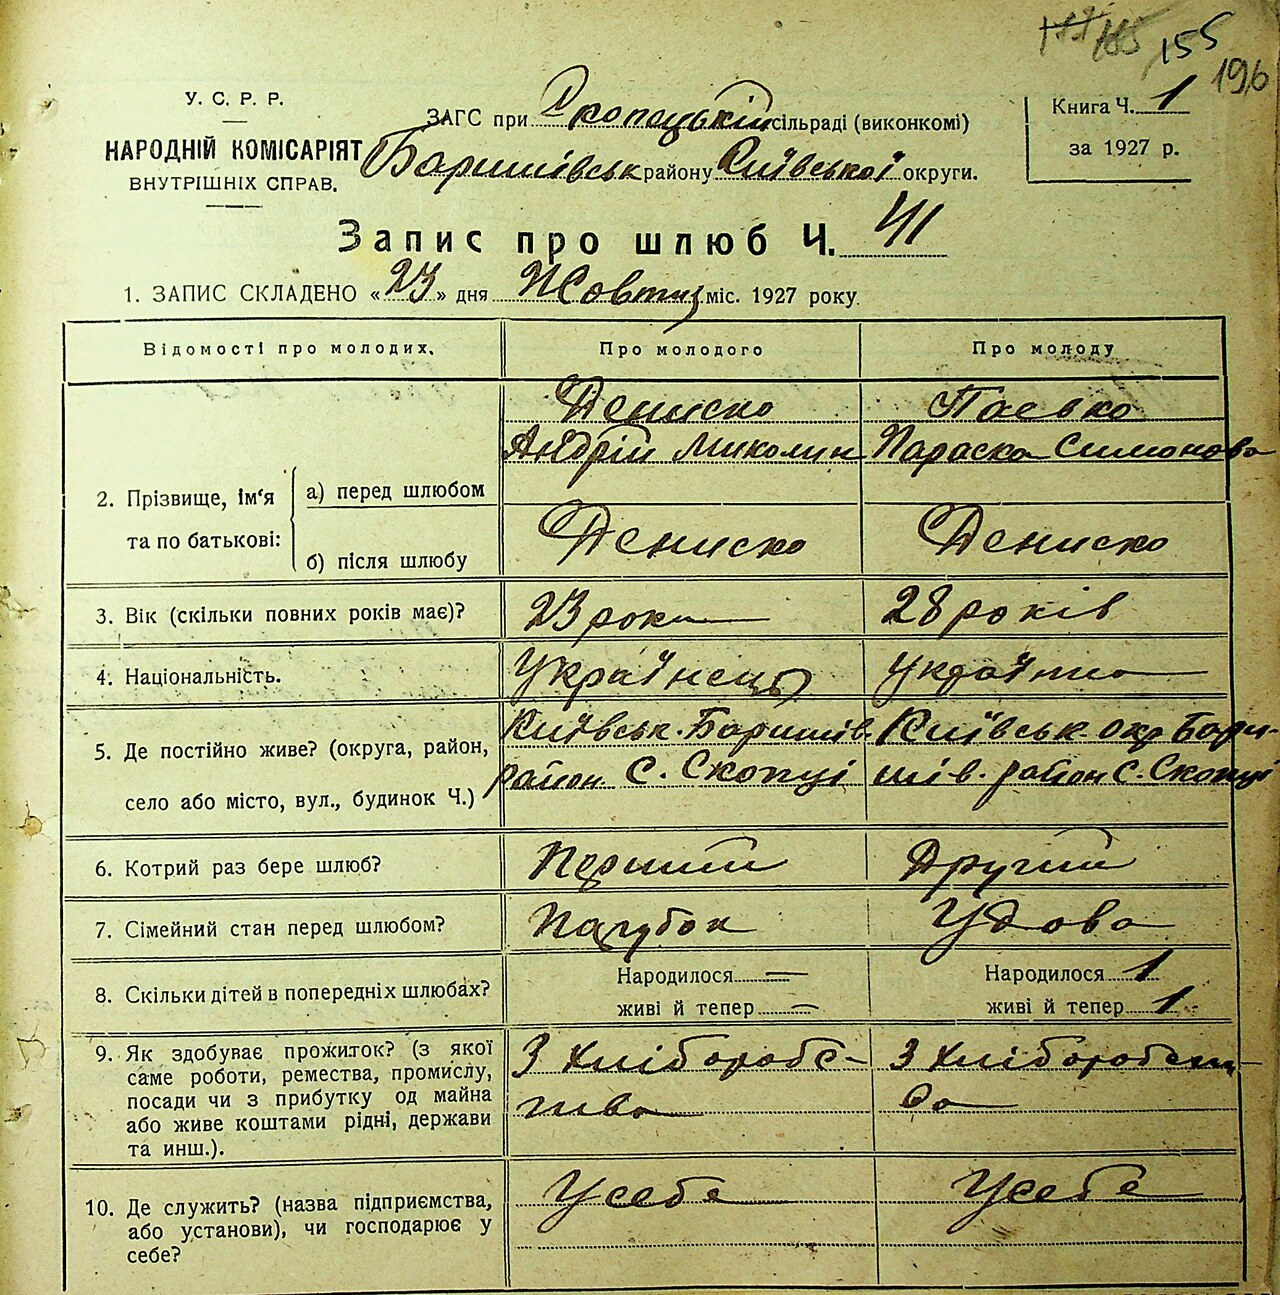 155
196
У. С. Р. Р.
НАРОДНІЙ КОМІСАРІЯТ
ВНУТРІШНІХ СПРАВ.
ЗАГС при Скопецькій сільраді (виконкомі)
Баришівськ району Київської округи.
Книга Ч. 1
за 1927 р.
Запис про шлюб Ч. 41
1. ЗАПИС СКЛАДЕНО «23» дня Жовтня міс. 1927 року.
Відомості про молодих. Про молодого Про молоду
2. Прізвище, ім'я та по батькові:
а) перед шлюбом
Дениско Паевко
Андрій Миколин Параска Симонова
б) після шлюбу Дениско Дениско
3. Вік (скільки повних років має)? 23 роки 28 років
4. Національність. Українець Українка
5. Де постійно живе? (округа, район,
село або місто, вул., будинок Ч.)
Київськ. Баришів.
район С. Скопці
Київськ. окр. Бари-
шів. район С. Скопці
6. Котрий раз бере шлюб? Перший Другий
7. Сімейний стан перед шлюбом? Парубок Удова
8. Скільки дітей в попередніх шлюбах?
Народилося — Народилося 1
живі й тепер — живі й тепер 1
9. Як здобуває прожиток? (з якої
саме роботи, ремества, промислу,
посади чи з прибутку од майна
або живе коштами рідні, держави
та инш.).
З Хліборобс-
тва
З Хліборобст
ва
10. Де служить? (назва підприємства,
або установи), чи господарює у
себе?
У себе У себе